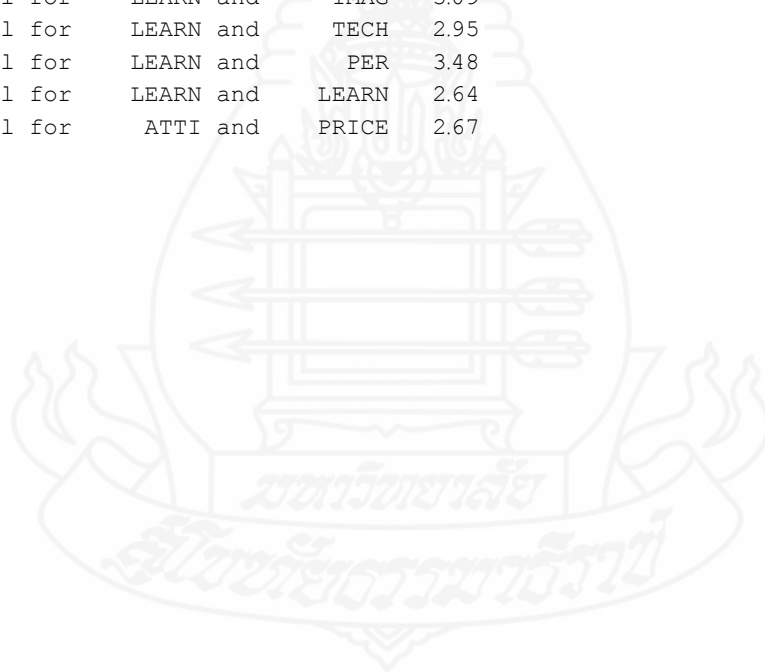 l for LEARN and TECH 2.95
l for LEARN and PER 3.48
l for LEARN and LEARN 2.64
l for ATTI and PRICE 2.67
มหาวิทยาลัย
สุโขทัยธรรมาธิราช